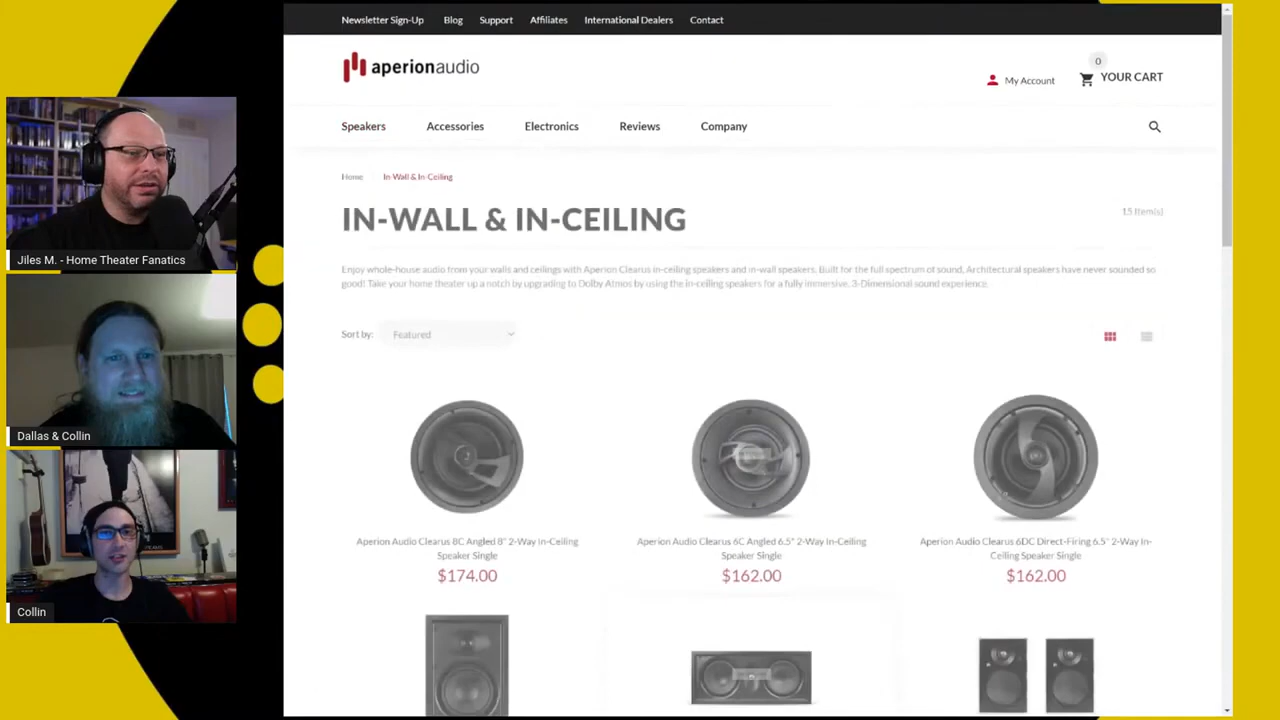 Newsletter Sign-Up Blog Support Affiliates International Dealers Contact
aperionaudio
My Account
0
YOUR CART
Speakers Accessories Electronics Reviews Company
Home In Wall & In-Ceiling
IN-WALL & IN-CEILING
15 Item(s)
Enjoy whole-house audio from your walls and ceilings with Aperion Clearus in-ceiling speakers and in-wall speakers. Built for the full spectrum of sound, Architectural speakers have never sounded so
good! Take your home theater up a notch by upgrading to Dolby Atmos by using the in-ceiling speakers for a fully immersive, 3-Dimensional sound experience.
Sort by: Featured
Aperion Audio Clearus 8C Angled 8" 2-Way In-Ceiling
Speaker Single
$174.00
Aperion Audio Clearus 6C Angled 6.5" 2-Way In-Ceiling
Speaker Single
$162.00
Aperion Audio Clearus 6DC Direct-Firing 6.5" 2-Way In-
Ceiling Speaker Single
$162.00
Jiles M. - Home Theater Fanatics
Dallas & Collin
Collin